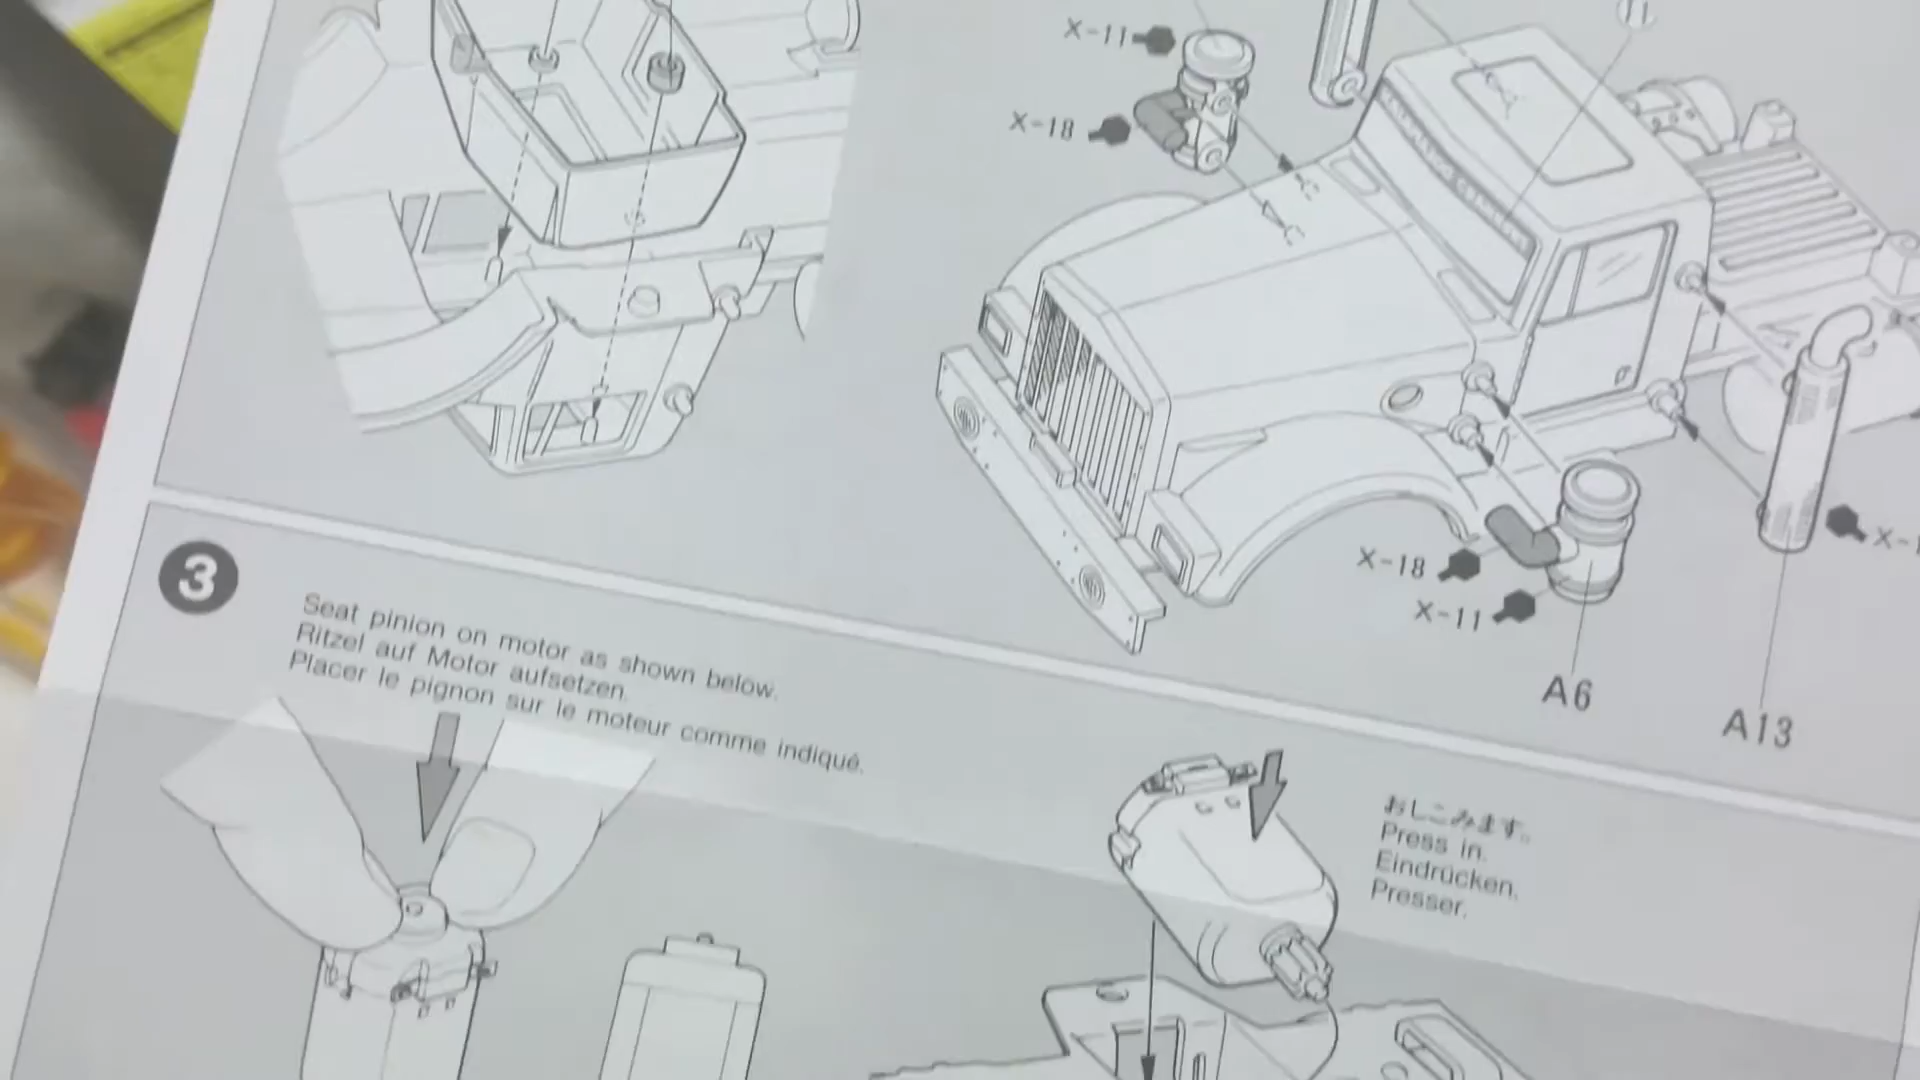 X-11
X-18
11
X-18
X-11
A6
A13
3
Seat pinion on motor as shown below.
Ritzel auf Motor aufsetzen.
Placer le pignon sur le moteur comme indiqué.
おしこみます。
Press in.
Eindrücken.
Presser.